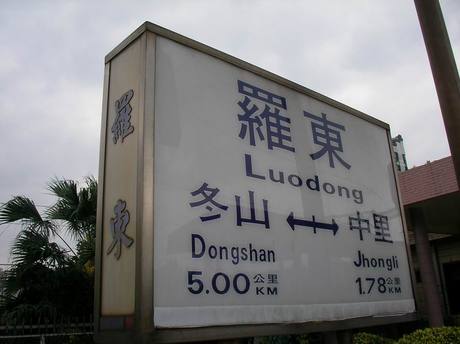 羅東
羅東
Luodong
冬山 ↔ 中里
Dongshan Jhongli
5.00公里KM 1.78公里KM